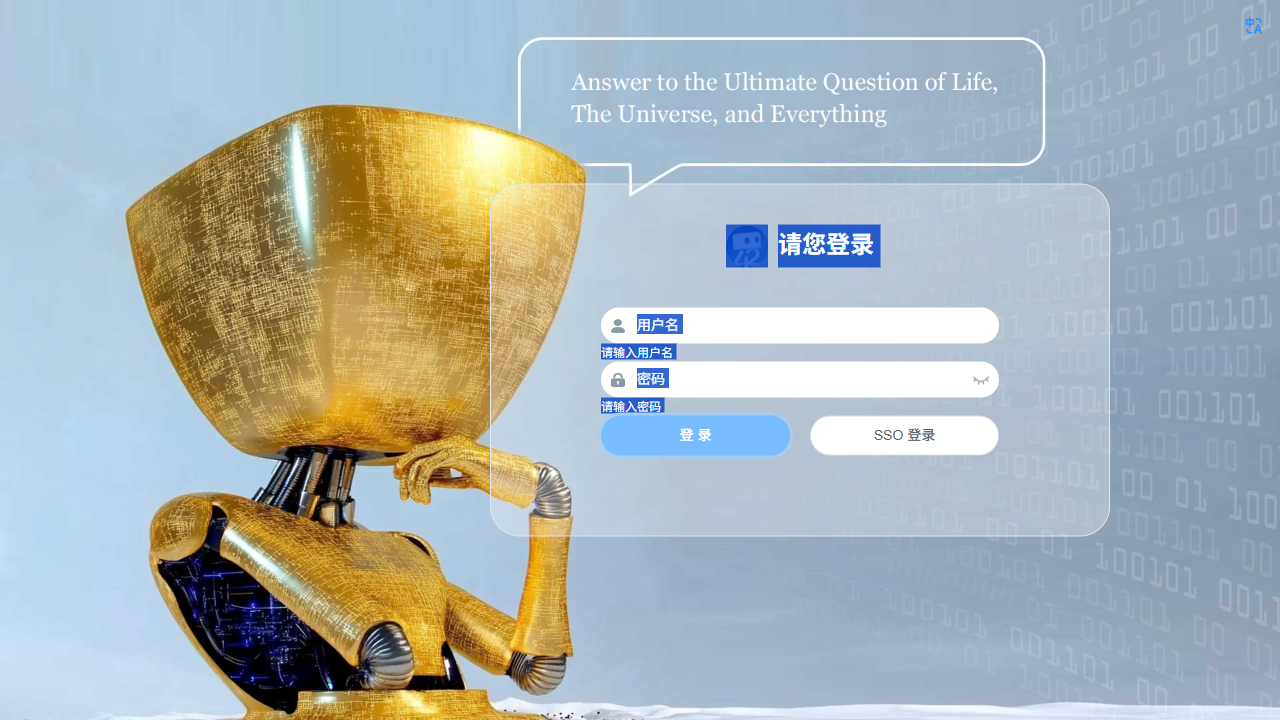 Answer to the Ultimate Question of Life,
The Universe, and Everything
请您登录
用户名
请输入用户名
密码
请输入密码
登 录
SSO 登录